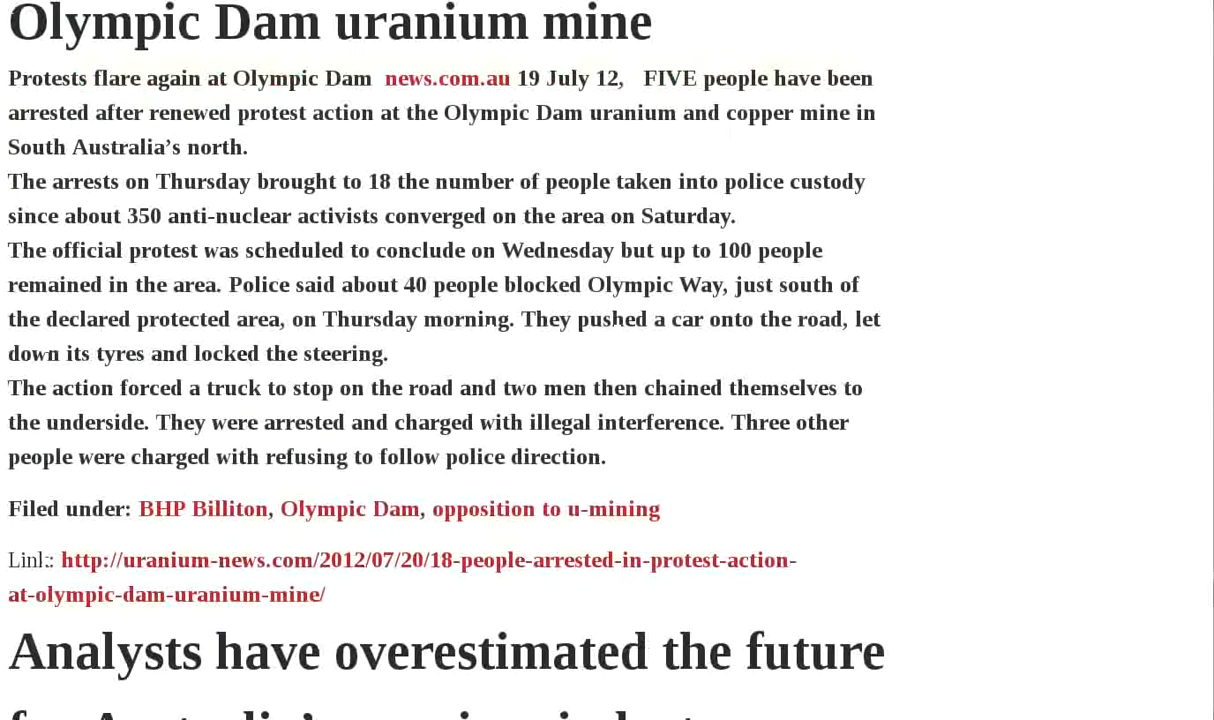 Olympic Dam uranium mine
Protests flare again at Olympic Dam news.com.au 19 July 12, FIVE people have been
arrested after renewed protest action at the Olympic Dam uranium and copper mine in
South Australia’s north.
The arrests on Thursday brought to 18 the number of people taken into police custody
since about 350 anti-nuclear activists converged on the area on Saturday.
The official protest was scheduled to conclude on Wednesday but up to 100 people
remained in the area. Police said about 40 people blocked Olympic Way, just south of
the declared protected area, on Thursday morning. They pushed a car onto the road, let
down its tyres and locked the steering.
The action forced a truck to stop on the road and two men then chained themselves to
the underside. They were arrested and charged with illegal interference. Three other
people were charged with refusing to follow police direction.
Filed under: BHP Billiton, Olympic Dam, opposition to u-mining
Link: http://uranium-news.com/2012/07/20/18-people-arrested-in-protest-action-
at-olympic-dam-uranium-mine/
Analysts have overestimated the future